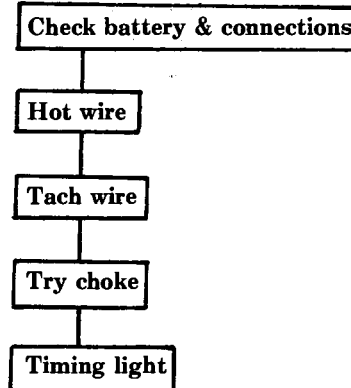 Check battery & connections
Hot wire
Tach wire
Try choke
Timing light